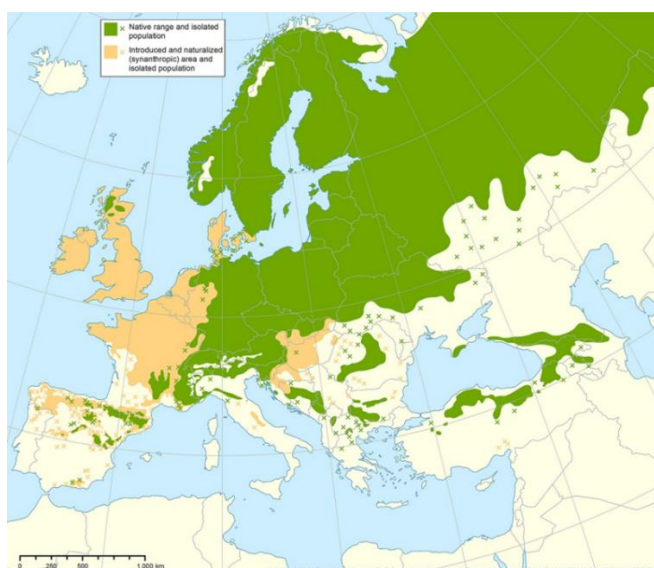 Native range and isolated
population
Introduced and naturalized
(synanthropic) area and
isolated population
0 250 500 1.000 km